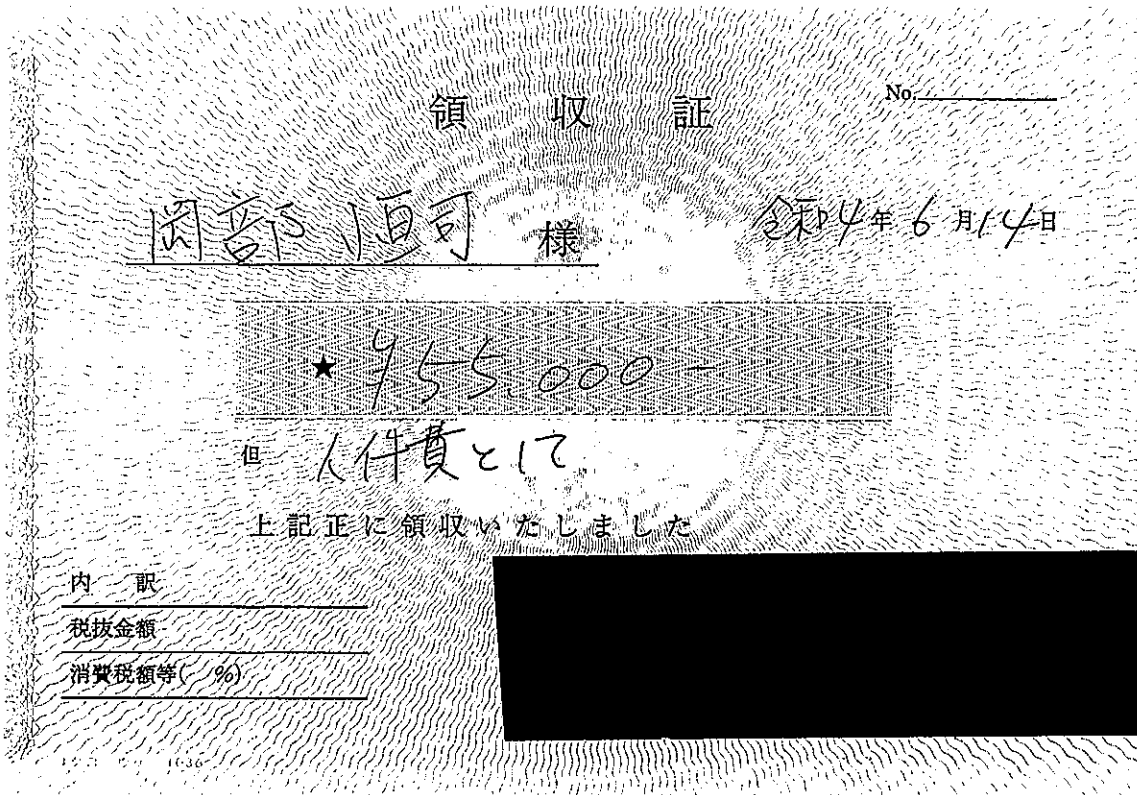 領収証
No.
岡部恒司 様
令和4年6月14日
★ ¥55,000-
但 人件費として
上記正に領収いたしました
内訳
税抜金額
消費税額等( %)